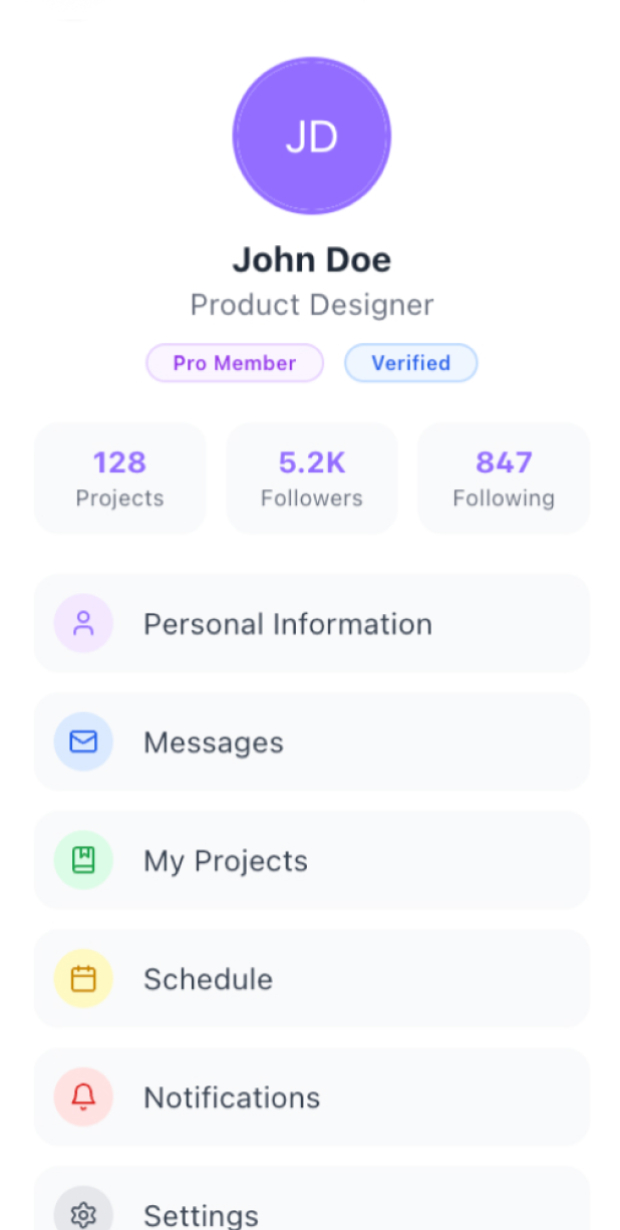 JD
John Doe
Product Designer
Pro Member Verified
128 5.2K 847
Projects Followers Following
Personal Information
Messages
My Projects
Schedule
Notifications
Settings